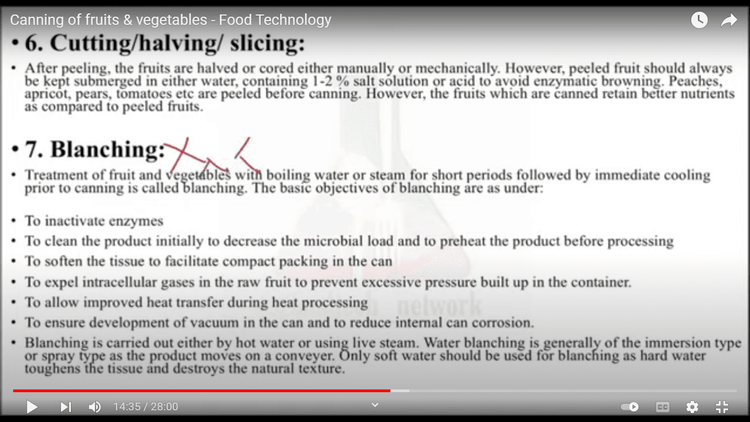 Canning of fruits & vegetables - Food Technology
• 6. Cutting/halving/ slicing:
• After peeling, the fruits are halved or cored either manually or mechanically. However, peeled fruit should always
be kept submerged in either water, containing 1-2 % salt solution or acid to avoid enzymatic browning. Peaches,
apricot, pears, tomatoes etc are peeled before canning. However, the fruits which are canned retain better nutrients
as compared to peeled fruits.
• 7. Blanching:
• Treatment of fruit and vegetables with boiling water or steam for short periods followed by immediate cooling
prior to canning is called blanching. The basic objectives of blanching are as under:
• To inactivate enzymes
• To clean the product initially to decrease the microbial load and to preheat the product before processing
• To soften the tissue to facilitate compact packing in the can
• To expel intracellular gases in the raw fruit to prevent excessive pressure built up in the container.
• To allow improved heat transfer during heat processing
network
• To ensure development of vacuum in the can and to reduce internal can corrosion.
• Blanching is carried out either by hot water or using live steam. Water blanching is generally of the immersion type
or spray type as the product moves on a conveyer. Only soft water should be used for blanching as hard water
toughens the tissue and destroys the natural texture.
14:35 / 28:00
CC